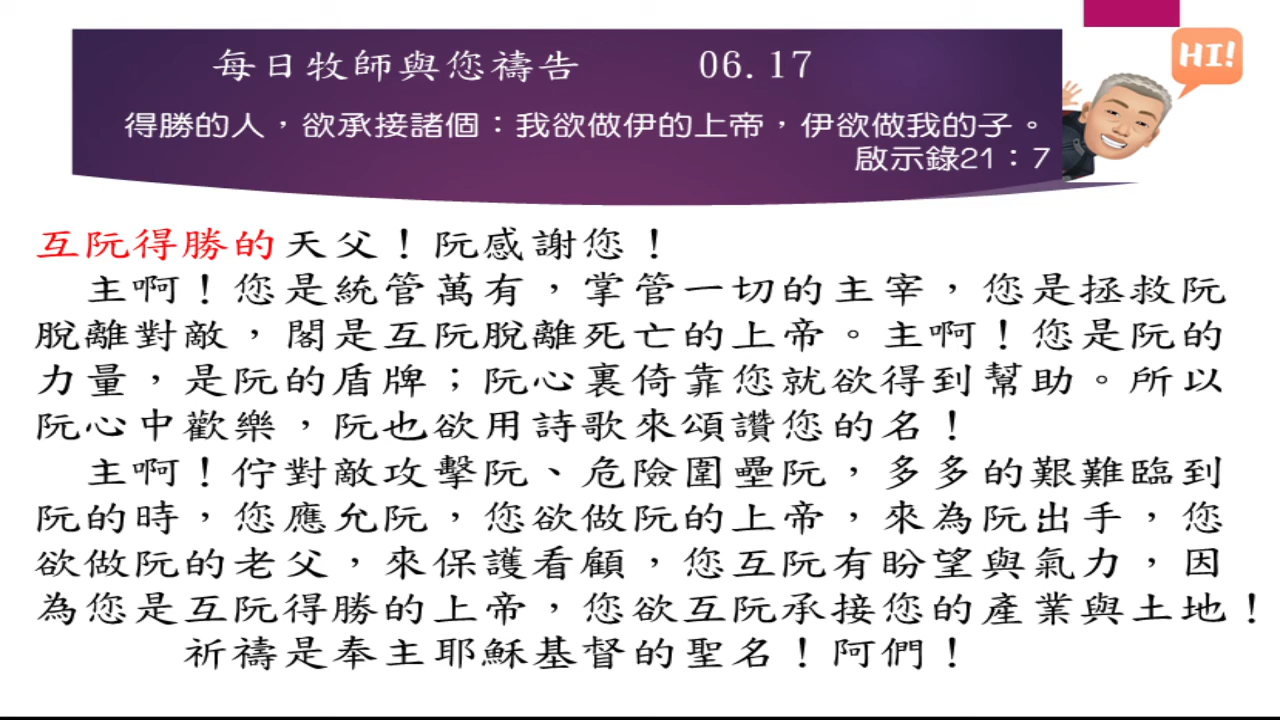 每日牧師與您禱告 06.17
HI!
得勝的人，欲承接諸個：我欲做伊的上帝，伊欲做我的子。
啟示錄21：7
互阮得勝的天父！阮感謝您！
主啊！您是統管萬有，掌管一切的主宰，您是拯救阮
脫離對敵，閣是互阮脫離死亡的上帝。主啊！您是阮的
力量，是阮的盾牌；阮心裏倚靠您就欲得到幫助。所以
阮心中歡樂，阮也欲用詩歌來頌讚您的名！
主啊！佇對敵攻擊阮、危險圍壘阮，多多的艱難臨到
阮的時，您應允阮，您欲做阮的上帝，來為阮出手，您
欲做阮的老父，來保護看顧，您互阮有盼望與氣力，因
為您是互阮得勝的上帝，您欲互阮承接您的產業與土地！
祈禱是奉主耶穌基督的聖名！阿們！